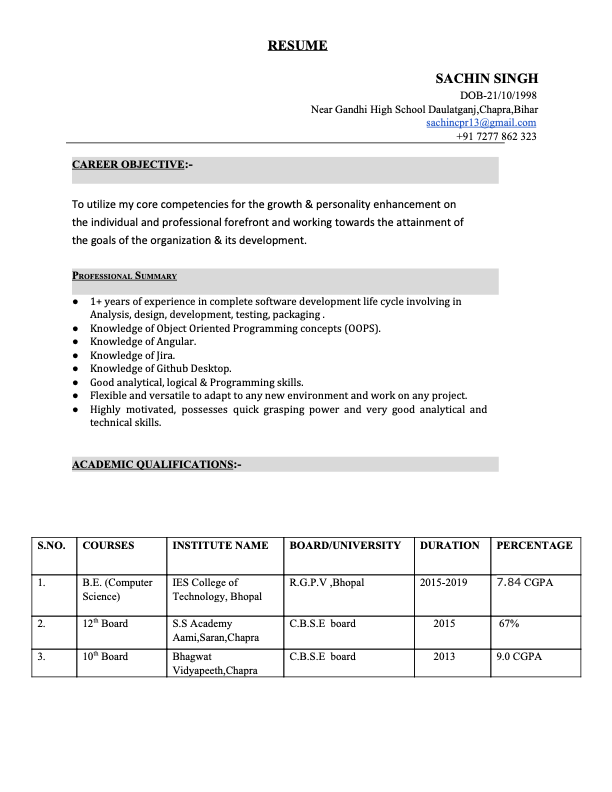 RESUME
SACHIN SINGH
DOB-21/10/1998
Near Gandhi High School Daulatganj,Chapra,Bihar
sachincpr13@gmail.com
+91 7277 862 323
CAREER OBJECTIVE:-
To utilize my core competencies for the growth & personality enhancement on
the individual and professional forefront and working towards the attainment of
the goals of the organization & its development.
Professional Summary
● 1+ years of experience in complete software development life cycle involving in
Analysis, design, development, testing, packaging .
● Knowledge of Object Oriented Programming concepts (OOPS).
● Knowledge of Angular.
● Knowledge of Jira.
● Knowledge of Github Desktop.
● Good analytical, logical & Programming skills.
● Flexible and versatile to adapt to any new environment and work on any project.
● Highly motivated, possesses quick grasping power and very good analytical and
technical skills.
ACADEMIC QUALIFICATIONS:-
S.NO. COURSES INSTITUTE NAME BOARD/UNIVERSITY DURATION PERCENTAGE
1. B.E. (Computer IES College of R.G.P.V ,Bhopal 2015-2019 7.84 CGPA
Science) Technology, Bhopal
2. 12th Board S.S Academy C.B.S.E board 2015 67%
Aami,Saran,Chapra
3. 10th Board Bhagwat C.B.S.E board 2013 9.0 CGPA
Vidyapeeth,Chapra